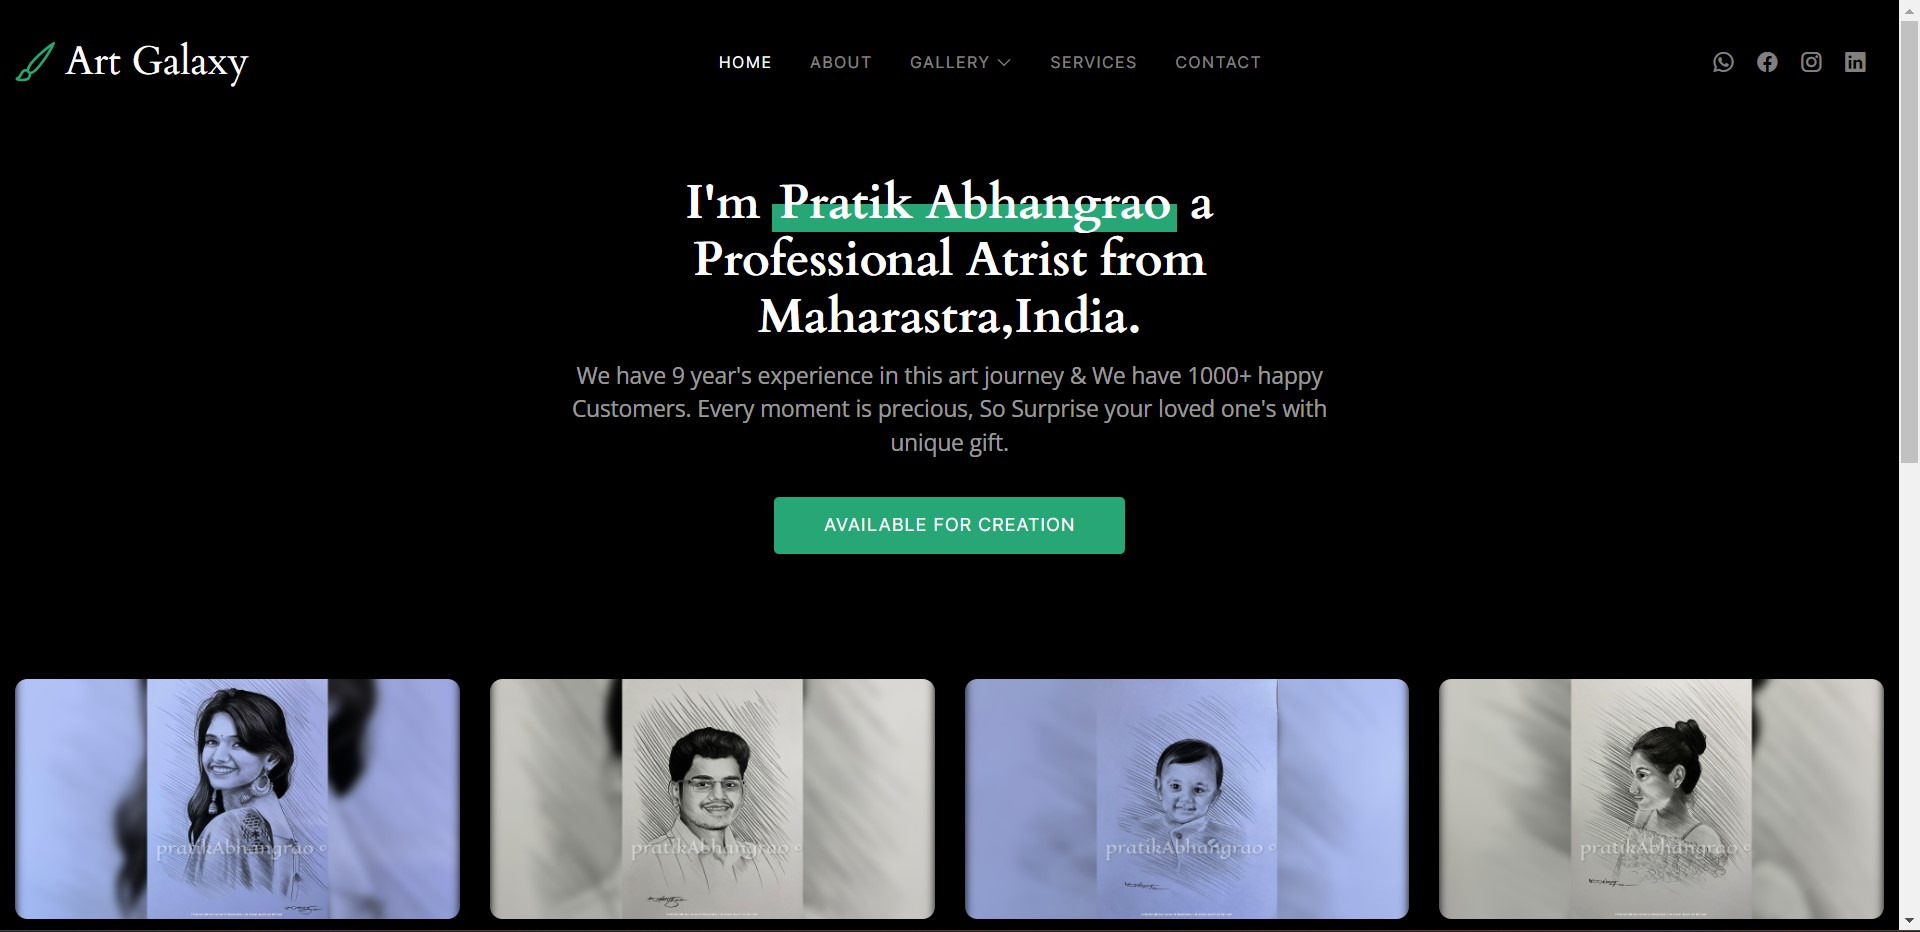 Art Galaxy
HOME ABOUT GALLERY SERVICES CONTACT
I'm Pratik Abhangrao a
Professional Atrist from
Maharastra,India.
We have 9 year's experience in this art journey & We have 1000+ happy
Customers. Every moment is precious, So Surprise your loved one's with
unique gift.
AVAILABLE FOR CREATION
pratikAbhangrao ©
pratikAbhangrao ©
pratikAbhangrao ©
pratikAbhangrao ©